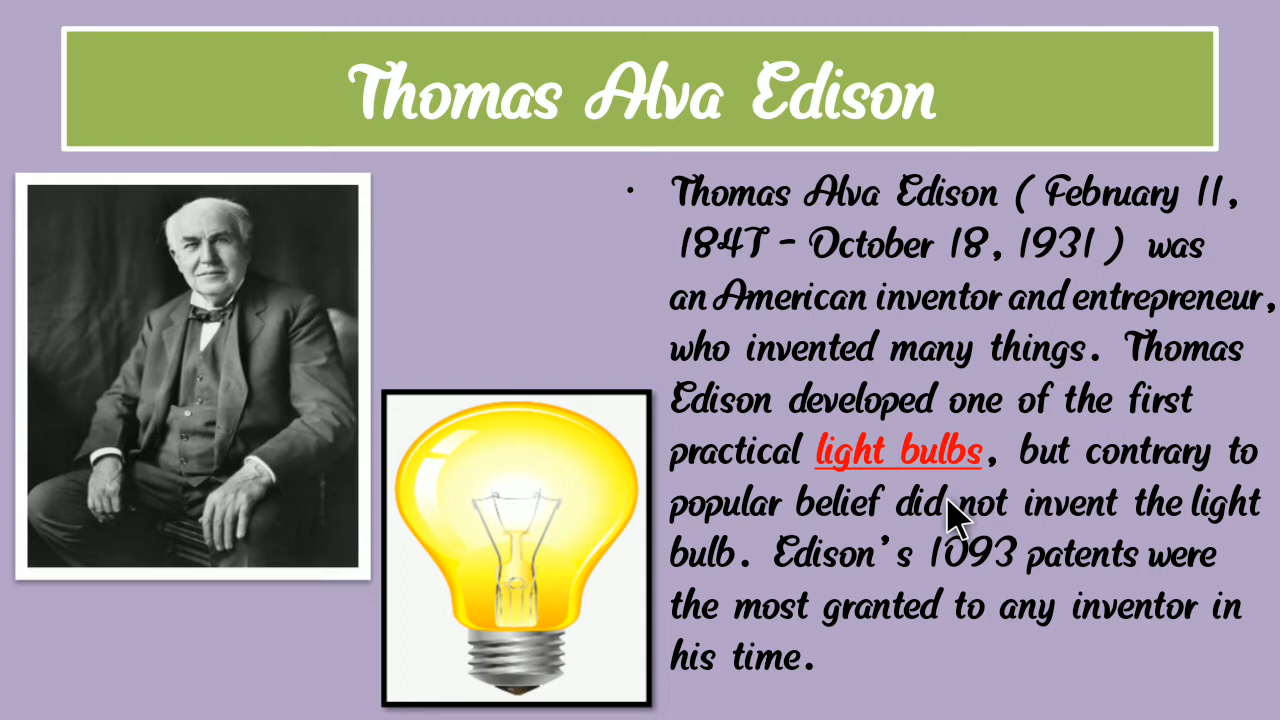 Thomas Alva Edison
• Thomas Alva Edison ( February 11,
1847 - October 18, 1931 ) was
an American inventor and entrepreneur,
who invented many things. Thomas
Edison developed one of the first
practical light bulbs, but contrary to
popular belief did not invent the light
bulb. Edison's 1093 patents were
the most granted to any inventor in
his time.